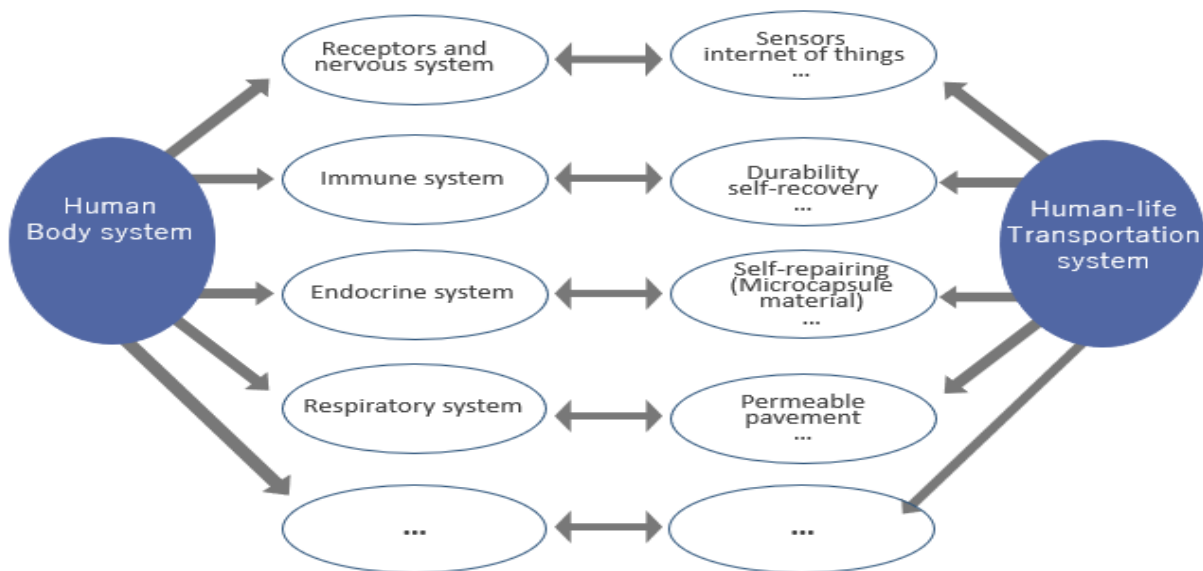 Receptors and
nervous system
Sensors
internet of things
...
Immune system
Durability
self-recovery
...
Human
Body system
Human-life
Transportation
system
Endocrine system
Self-repairing
(Microcapsule
material)
...
Respiratory system
Permeable
pavement
...
...
...